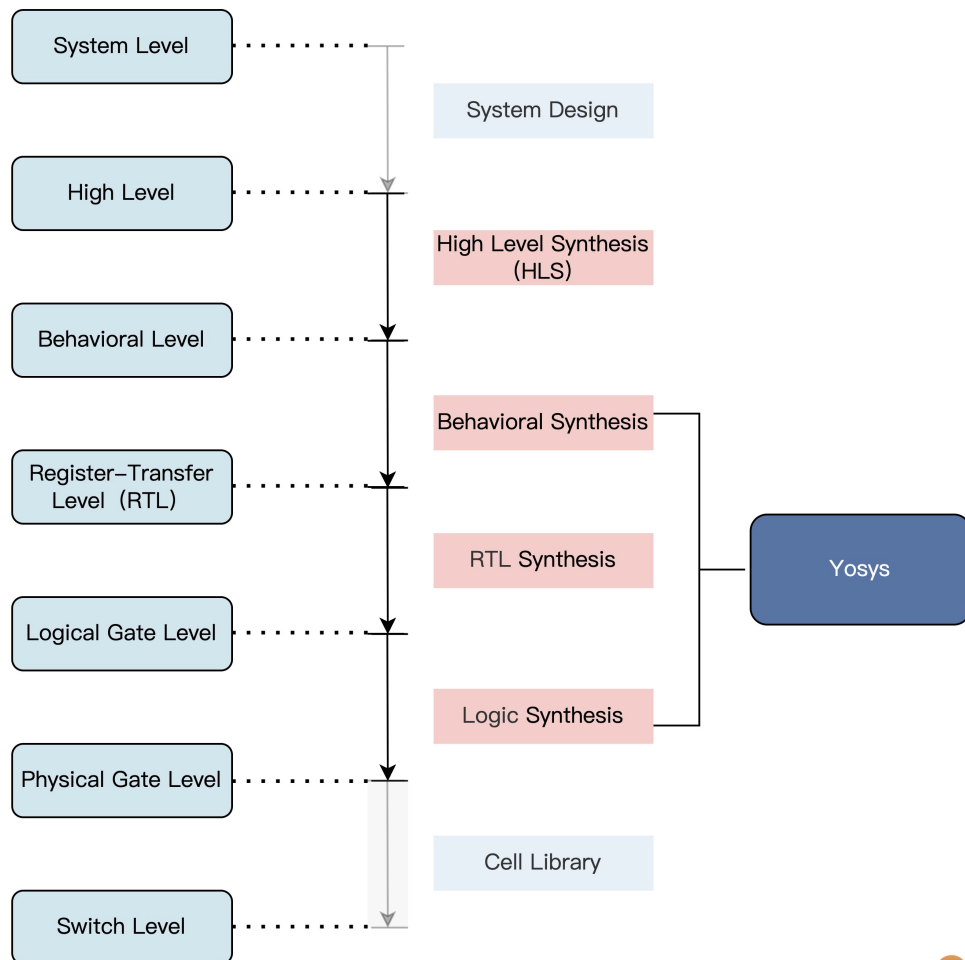 System Level
System Design
High Level
High Level Synthesis
(HLS)
Behavioral Level
Behavioral Synthesis
Register-Transfer
Level (RTL)
RTL Synthesis
Yosys
Logical Gate Level
Logic Synthesis
Physical Gate Level
Cell Library
Switch Level